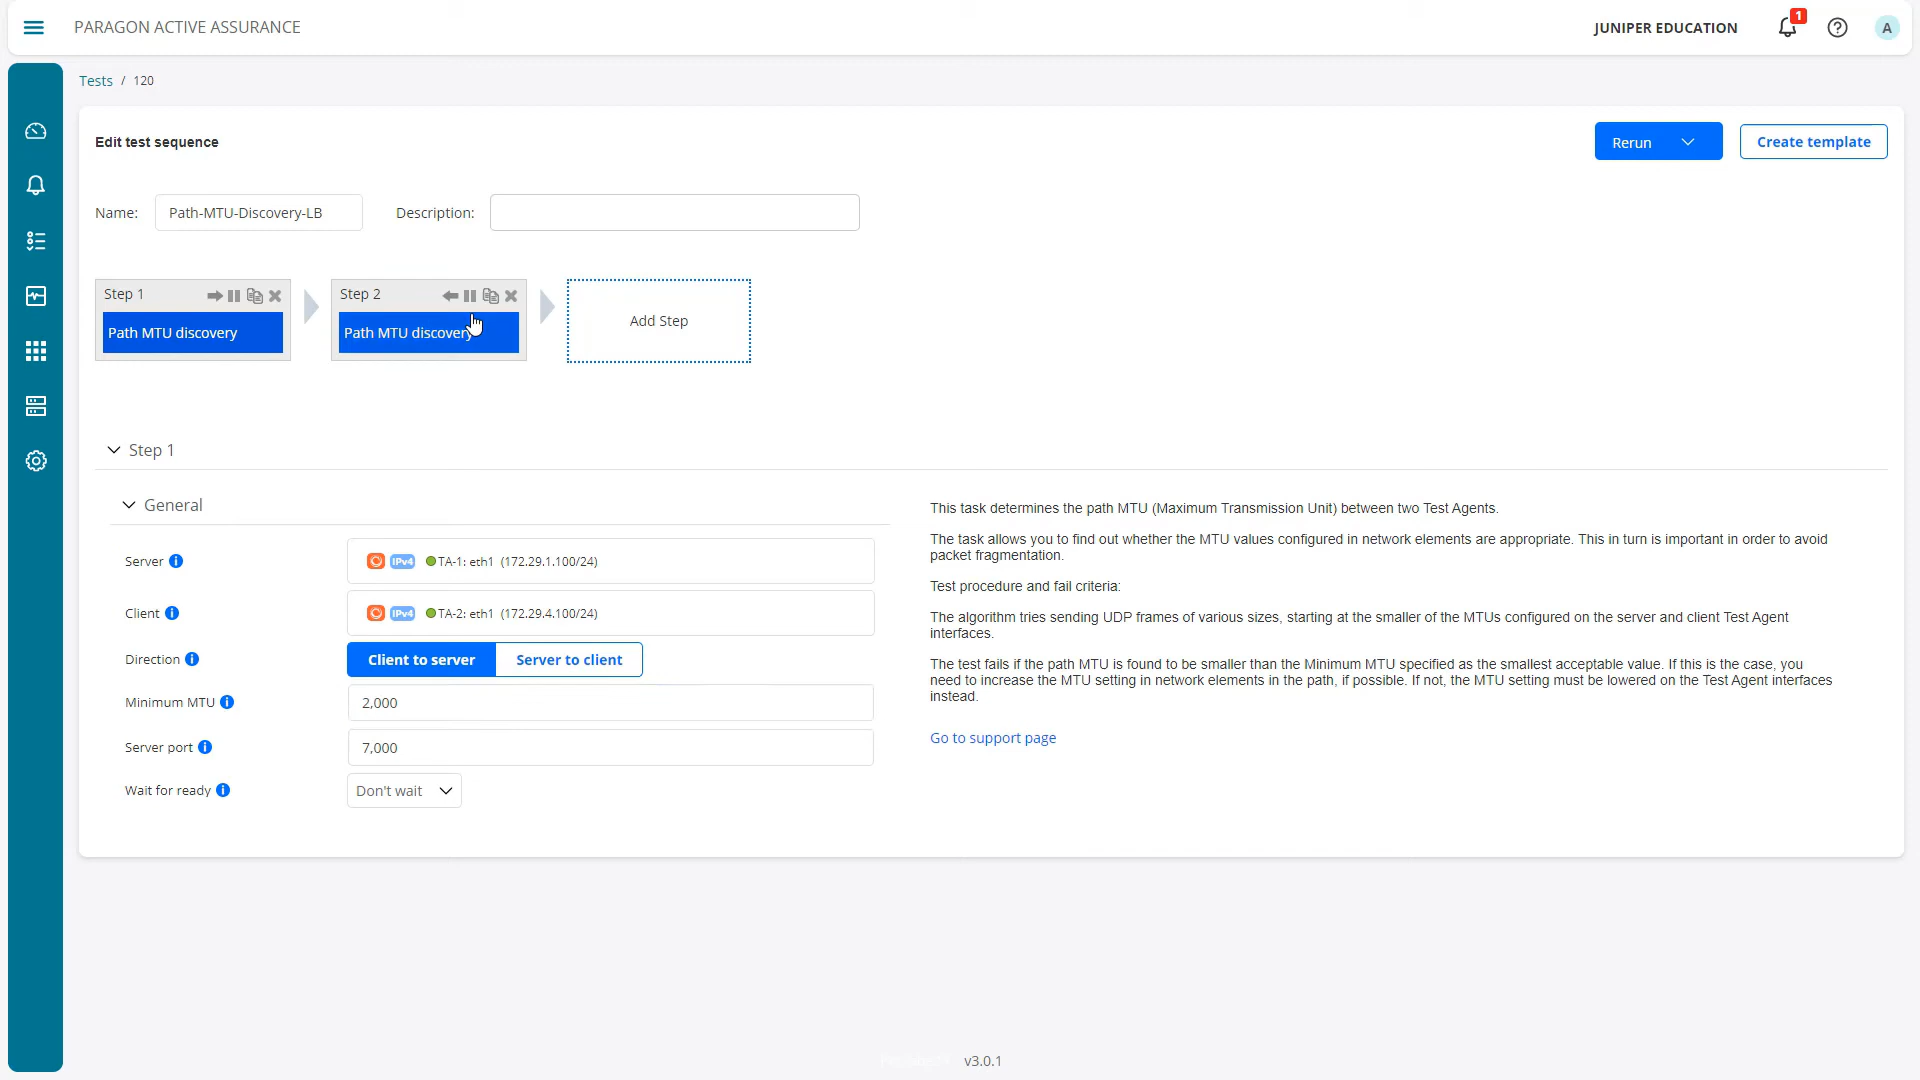 PARAGON ACTIVE ASSURANCE
JUNIPER EDUCATION
1
A
Tests / 120
Edit test sequence
Rerun
Create template
Name:
Path-MTU-Discovery-LB
Description:
Step 1
Path MTU discovery
Step 2
Path MTU discovery
Add Step
Step 1
General
Server
IPv4 TA-1: eth1 (172.29.1.100/24)
Client
IPv4 TA-2: eth1 (172.29.4.100/24)
Direction
Client to server
Server to client
Minimum MTU
2,000
Server port
7,000
Wait for ready
Don't wait
This task determines the path MTU (Maximum Transmission Unit) between two Test Agents.
The task allows you to find out whether the MTU values configured in network elements are appropriate. This in turn is important in order to avoid
packet fragmentation.
Test procedure and fail criteria:
The algorithm tries sending UDP frames of various sizes, starting at the smaller of the MTUs configured on the server and client Test Agent
interfaces.
The test fails if the path MTU is found to be smaller than the Minimum MTU specified as the smallest acceptable value. If this is the case, you
need to increase the MTU setting in network elements in the path, if possible. If not, the MTU setting must be lowered on the Test Agent interfaces
instead.
Go to support page
v3.0.1